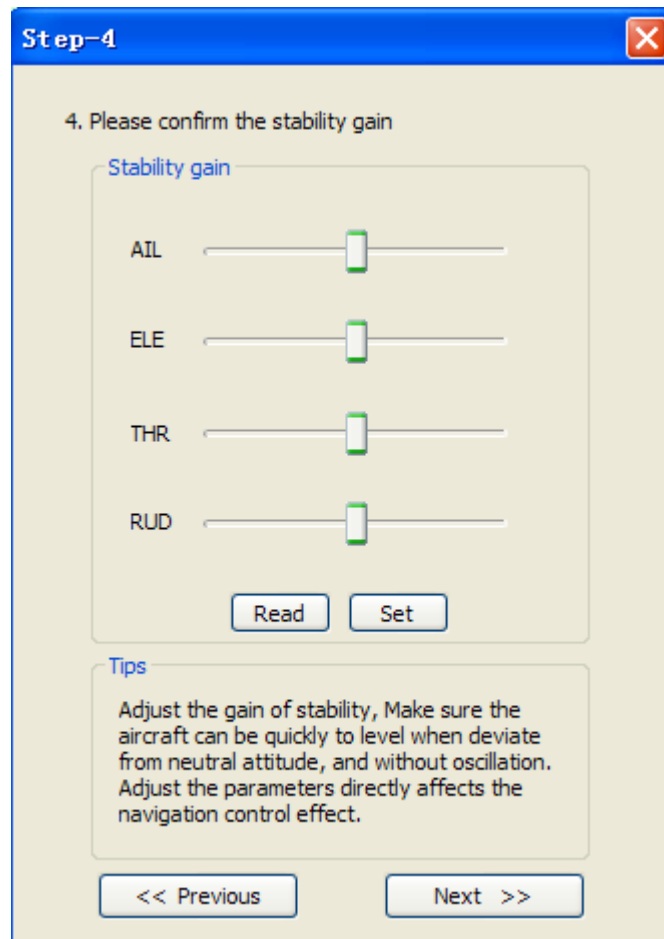 Step-4
4. Please confirm the stability gain
Stability gain
AIL
ELE
THR
RUD
Read Set
Tips
Adjust the gain of stability, Make sure the
aircraft can be quickly to level when deviate
from neutral attitude, and without oscillation.
Adjust the parameters directly affects the
navigation control effect.
<< Previous Next >>